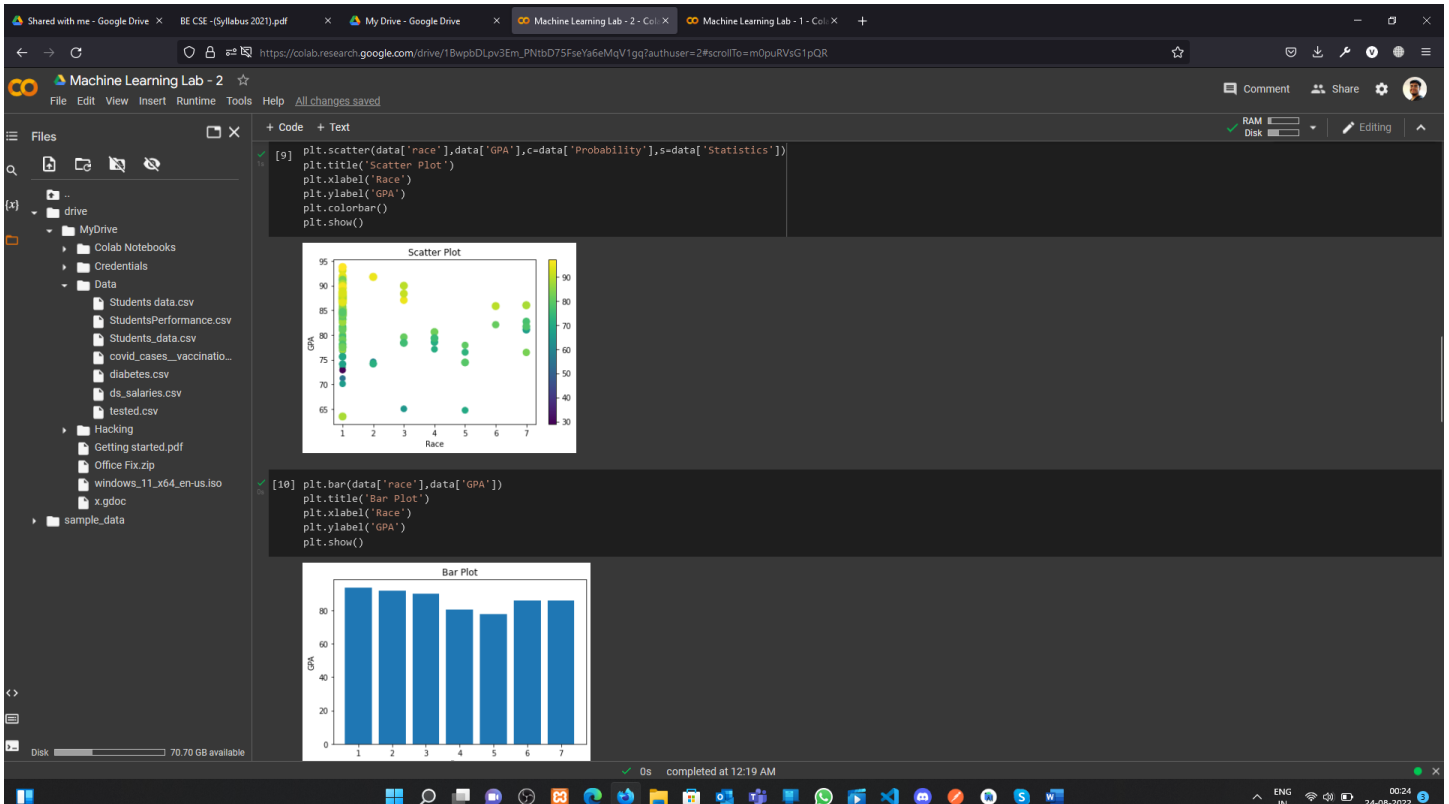 Shared with me - Google Drive
BE CSE -(Syllabus 2021).pdf
My Drive - Google Drive
Machine Learning Lab - 2 - Cola
Machine Learning Lab - 1 - Cola
https://colab.research.google.com/drive/1BwpbDLpv3Em_PNtbD75FseYa6eMqV1gq?authuser=2#scrollTo=m0puRVsG1pQR
Machine Learning Lab - 2
File Edit View Insert Runtime Tools Help All changes saved
Comment Share
Files
+ Code + Text
RAM
Disk
Editing
..
drive
MyDrive
Colab Notebooks
Credentials
Data
Students data.csv
StudentsPerformance.csv
Students_data.csv
covid_cases__vaccinatio...
diabetes.csv
ds_salaries.csv
tested.csv
Hacking
Getting started.pdf
Office Fix.zip
windows_11_x64_en-us.iso
x.gdoc
sample_data
Disk 70.70 GB available
{x}
[9] plt.scatter(data['race'],data['GPA'],c=data['Probability'],s=data['Statistics'])
plt.title('Scatter Plot')
plt.xlabel('Race')
plt.ylabel('GPA')
plt.colorbar()
plt.show()
Scatter Plot
95
90
85
80
75
70
65
GPA
1 2 3 4 5 6 7
Race
90
80
70
60
50
40
30
[10] plt.bar(data['race'],data['GPA'])
plt.title('Bar Plot')
plt.xlabel('Race')
plt.ylabel('GPA')
plt.show()
Bar Plot
80
60
40
20
0
GPA
1 2 3 4 5 6 7
0s completed at 12:19 AM
ENG
IN
00:24
24-08-2022
3